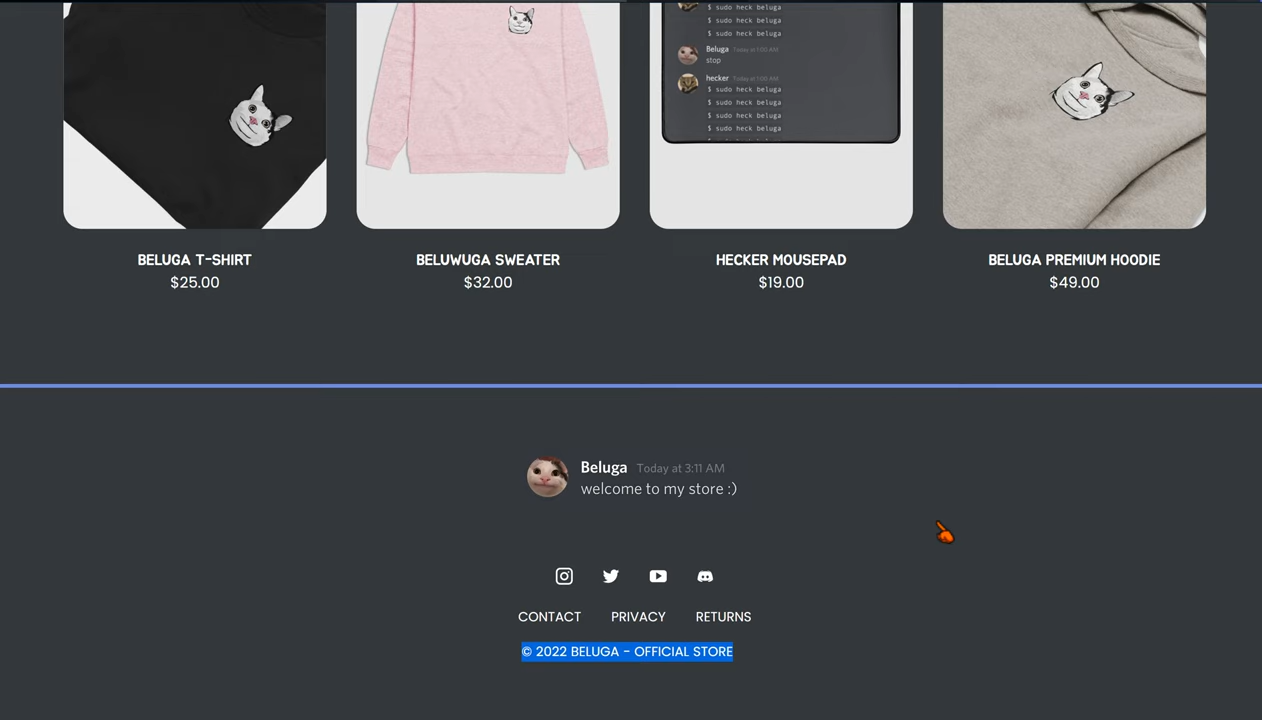 $ sudo heck beluga
$ sudo heck beluga
$ sudo heck beluga
Beluga Today at 1:00 AM
stop
hecker Today at 1:00 AM
$ sudo heck beluga
$ sudo heck beluga
$ sudo heck beluga
$ sudo heck beluga
BELUGA T-SHIRT
$25.00
BELUWUGA SWEATER
$32.00
HECKER MOUSEPAD
$19.00
BELUGA PREMIUM HOODIE
$49.00
Beluga Today at 3:11 AM
welcome to my store :)
CONTACT PRIVACY RETURNS
© 2022 BELUGA - OFFICIAL STORE